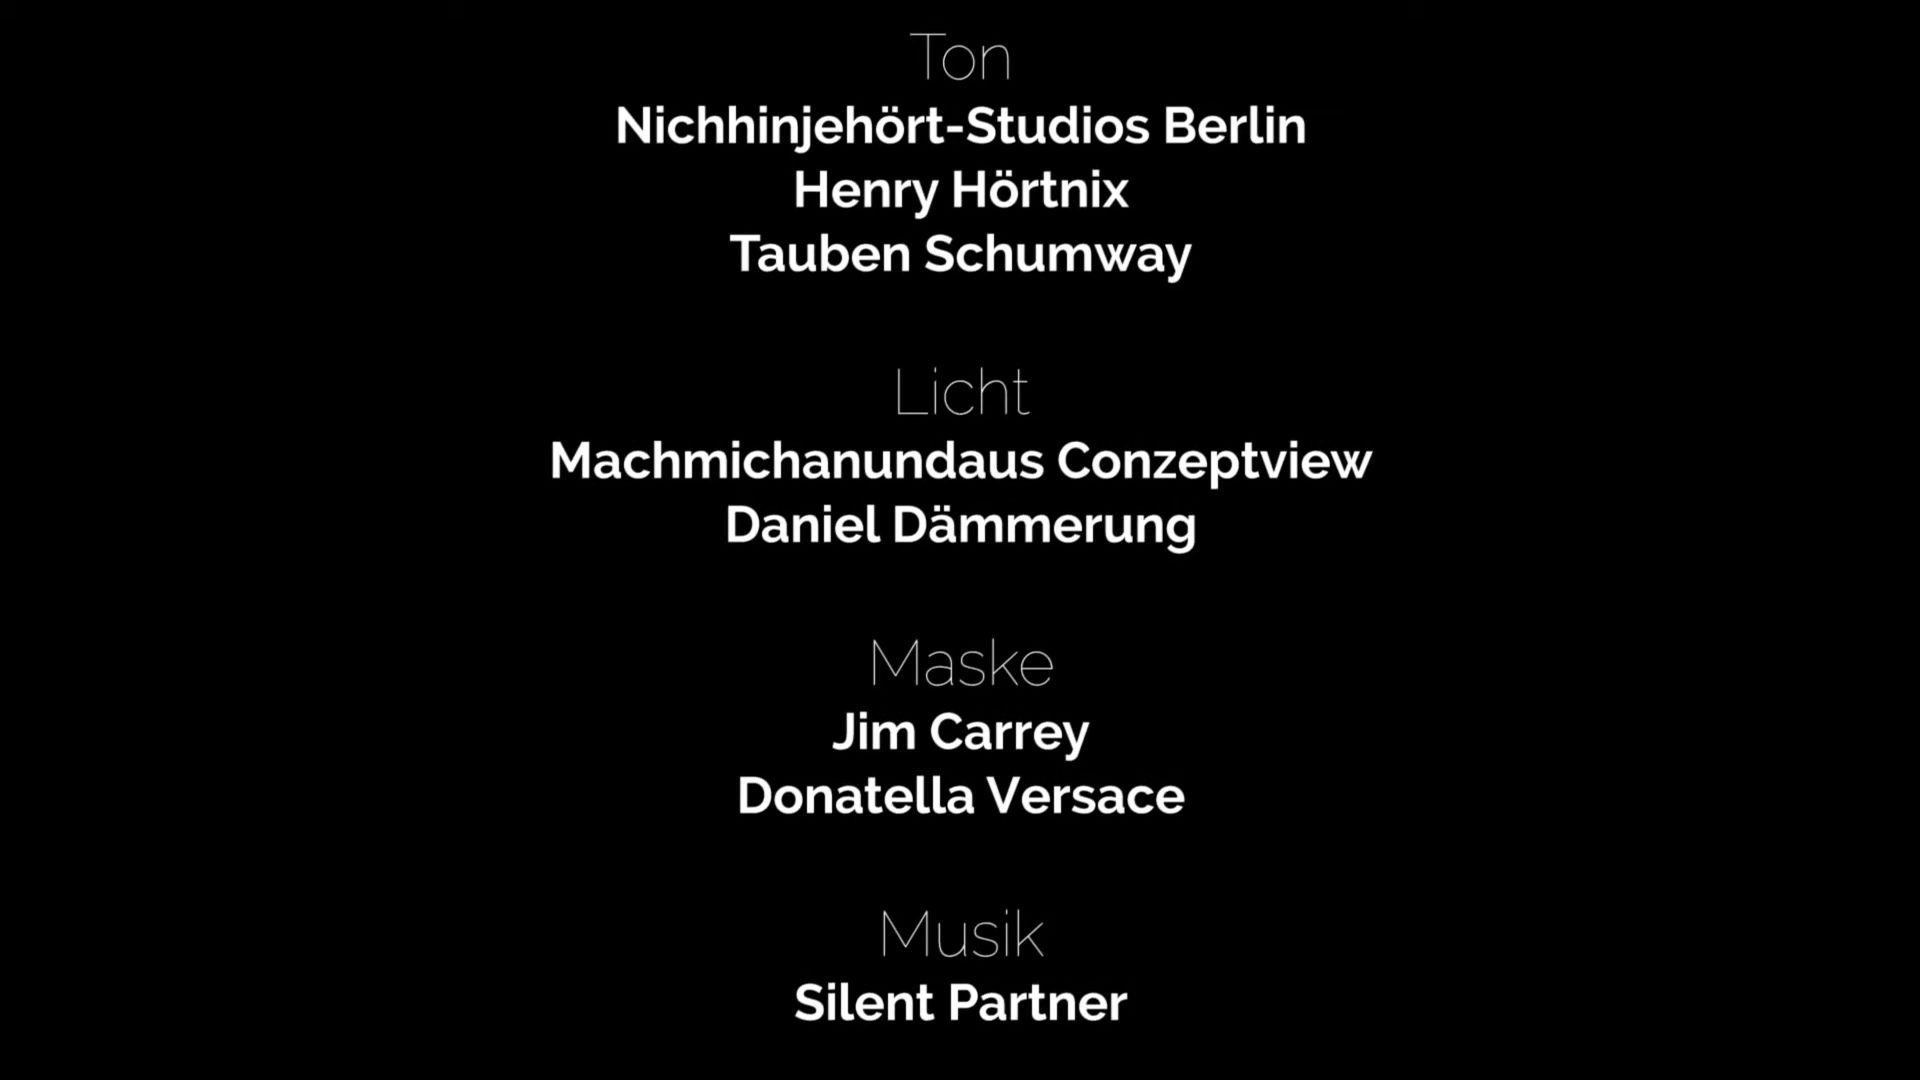 Ton
Nichhinjehört-Studios Berlin
Henry Hörtnix
Tauben Schumway
Licht
Machmichanundaus Conzeptview
Daniel Dämmerung
Maske
Jim Carrey
Donatella Versace
Musik
Silent Partner